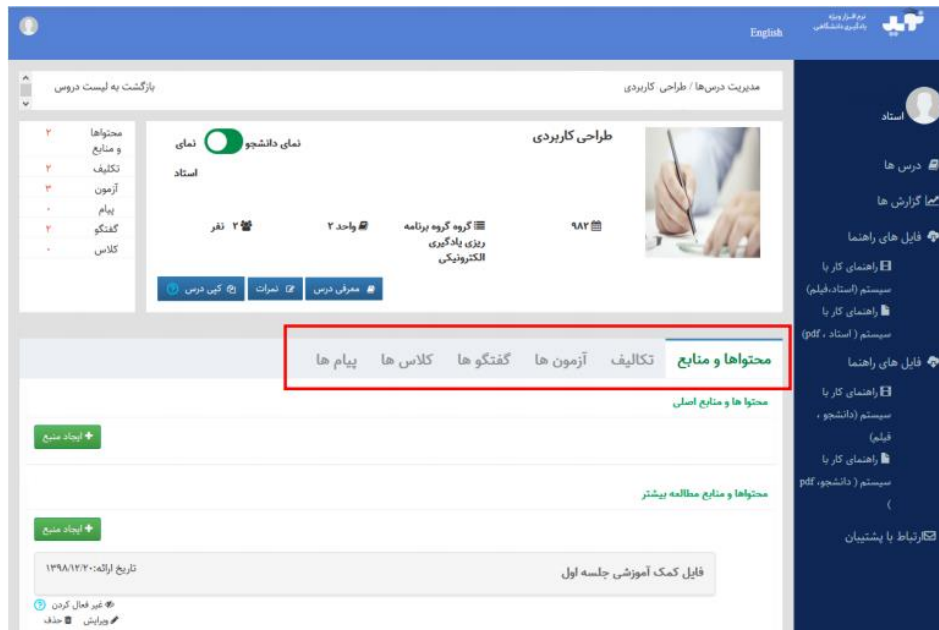 نرم افزار ویژه
یادگیری دانشگاهی
English
استاد
درس ها
گزارش ها
فایل های راهنما
راهنمای کار با
سیستم (استاد،فیلم)
راهنمای کار با
سیستم ( استاد ، pdf)
فایل های راهنما
راهنمای کار با
سیستم (دانشجو ،
فیلم)
راهنمای کار با
سیستم ( دانشجو، pdf
)
ارتباط با پشتیبان
مدیریت درس‌ها / طراحی کاربردی
بازگشت به لیست دروس
طراحی کاربردی
نمای دانشجو
نمای
استاد
۹۸۲
گروه گروه برنامه
ریزی یادگیری
الکترونیکی
واحد ۲
۲ نفر
معرفی درس
نمرات
کپی درس
محتواها
و منابع
۲
تکلیف ۲
آزمون ۳
پیام ۰
گفتگو ۲
کلاس ۰
محتواها و منابع
تکالیف
آزمون ها
گفتگو ها
کلاس ها
پیام ها
محتوا ها و منابع اصلی
+ ایجاد منبع
محتواها و منابع مطالعه بیشتر
+ ایجاد منبع
فایل کمک آموزشی جلسه اول
تاریخ ارائه:۱۳۹۸/۱۲/۲۰
غیر فعال کردن
ویرایش
حذف